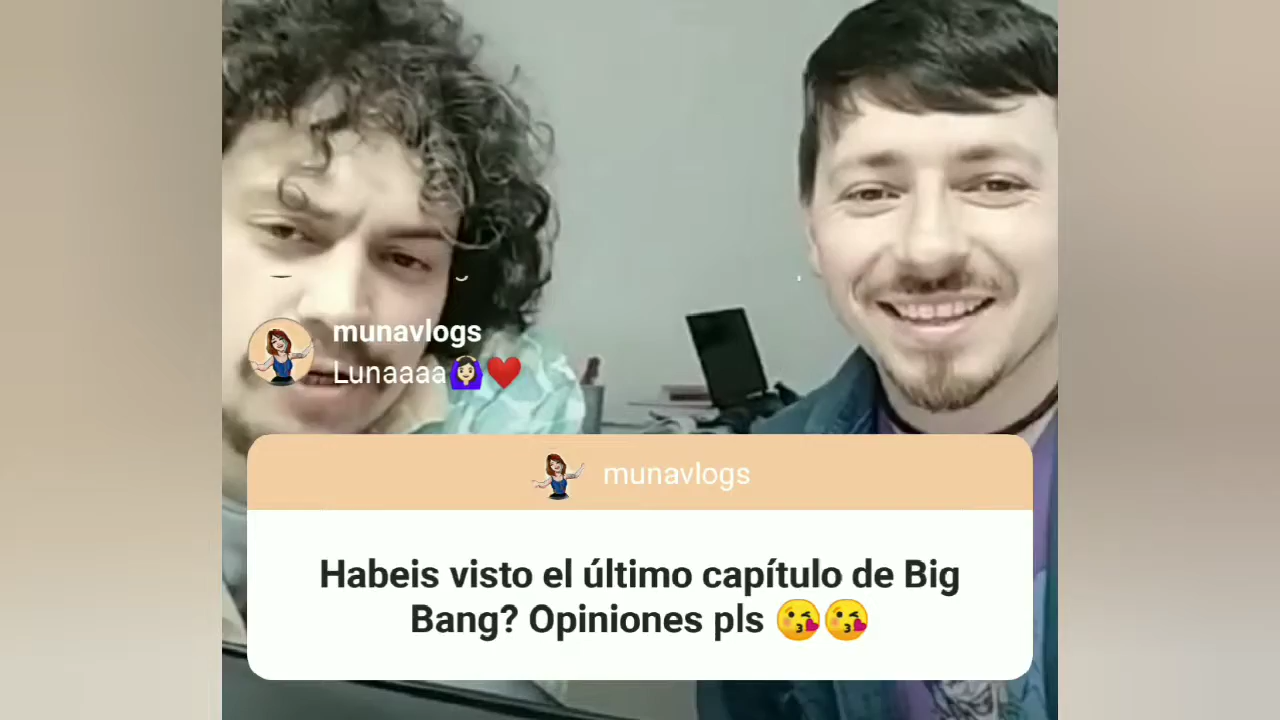 munavlogs
Lunaaaa🙆🏻‍♀️❤️
munavlogs
Habeis visto el último capítulo de Big
Bang? Opiniones pls 😘😘